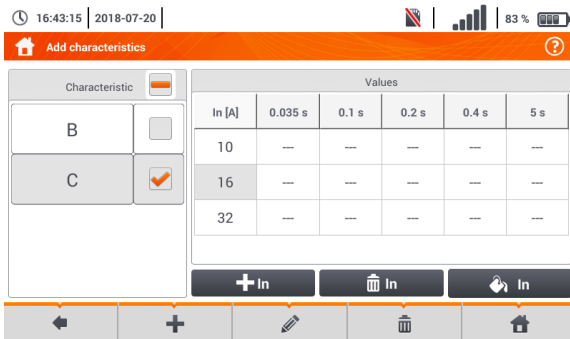 16:43:15 2018-07-20 83 %
Add characteristics ?
Characteristic
B
C
Values
In [A] 0.035 s 0.1 s 0.2 s 0.4 s 5 s
10 --- --- --- --- ---
16 --- --- --- --- ---
32 --- --- --- --- ---
In In In